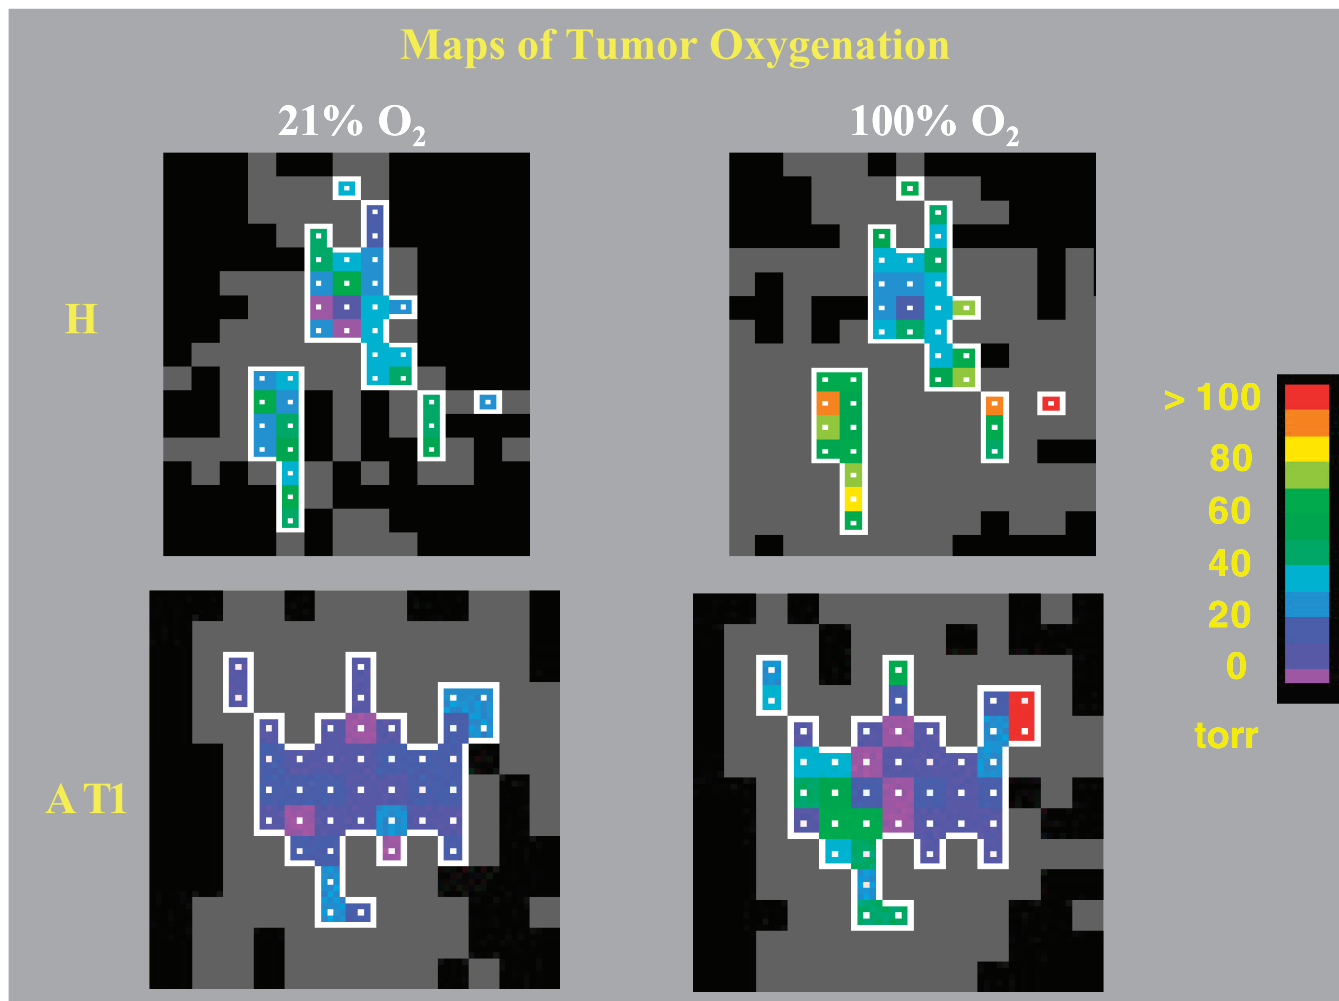 Maps of Tumor Oxygenation
21% O₂
100% O₂
H
> 100
80
60
40
20
0
torr
A T1